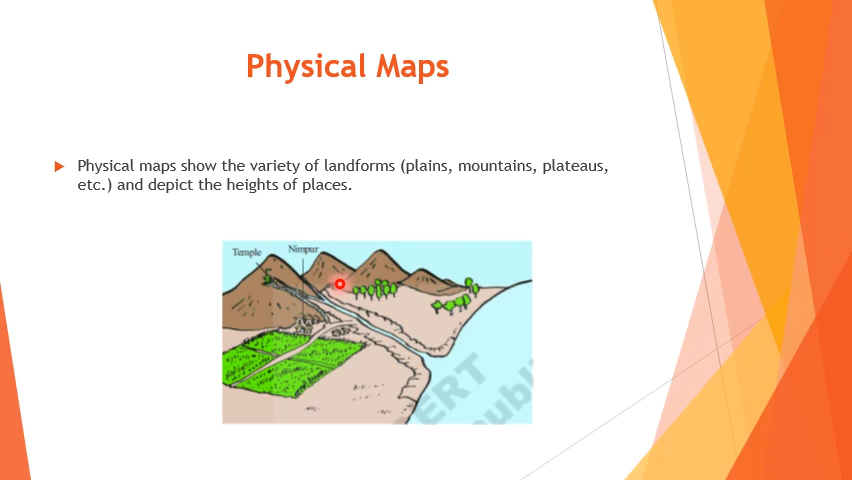 Physical Maps
Physical maps show the variety of landforms (plains, mountains, plateaus,
etc.) and depict the heights of places.
Temple Nimpur